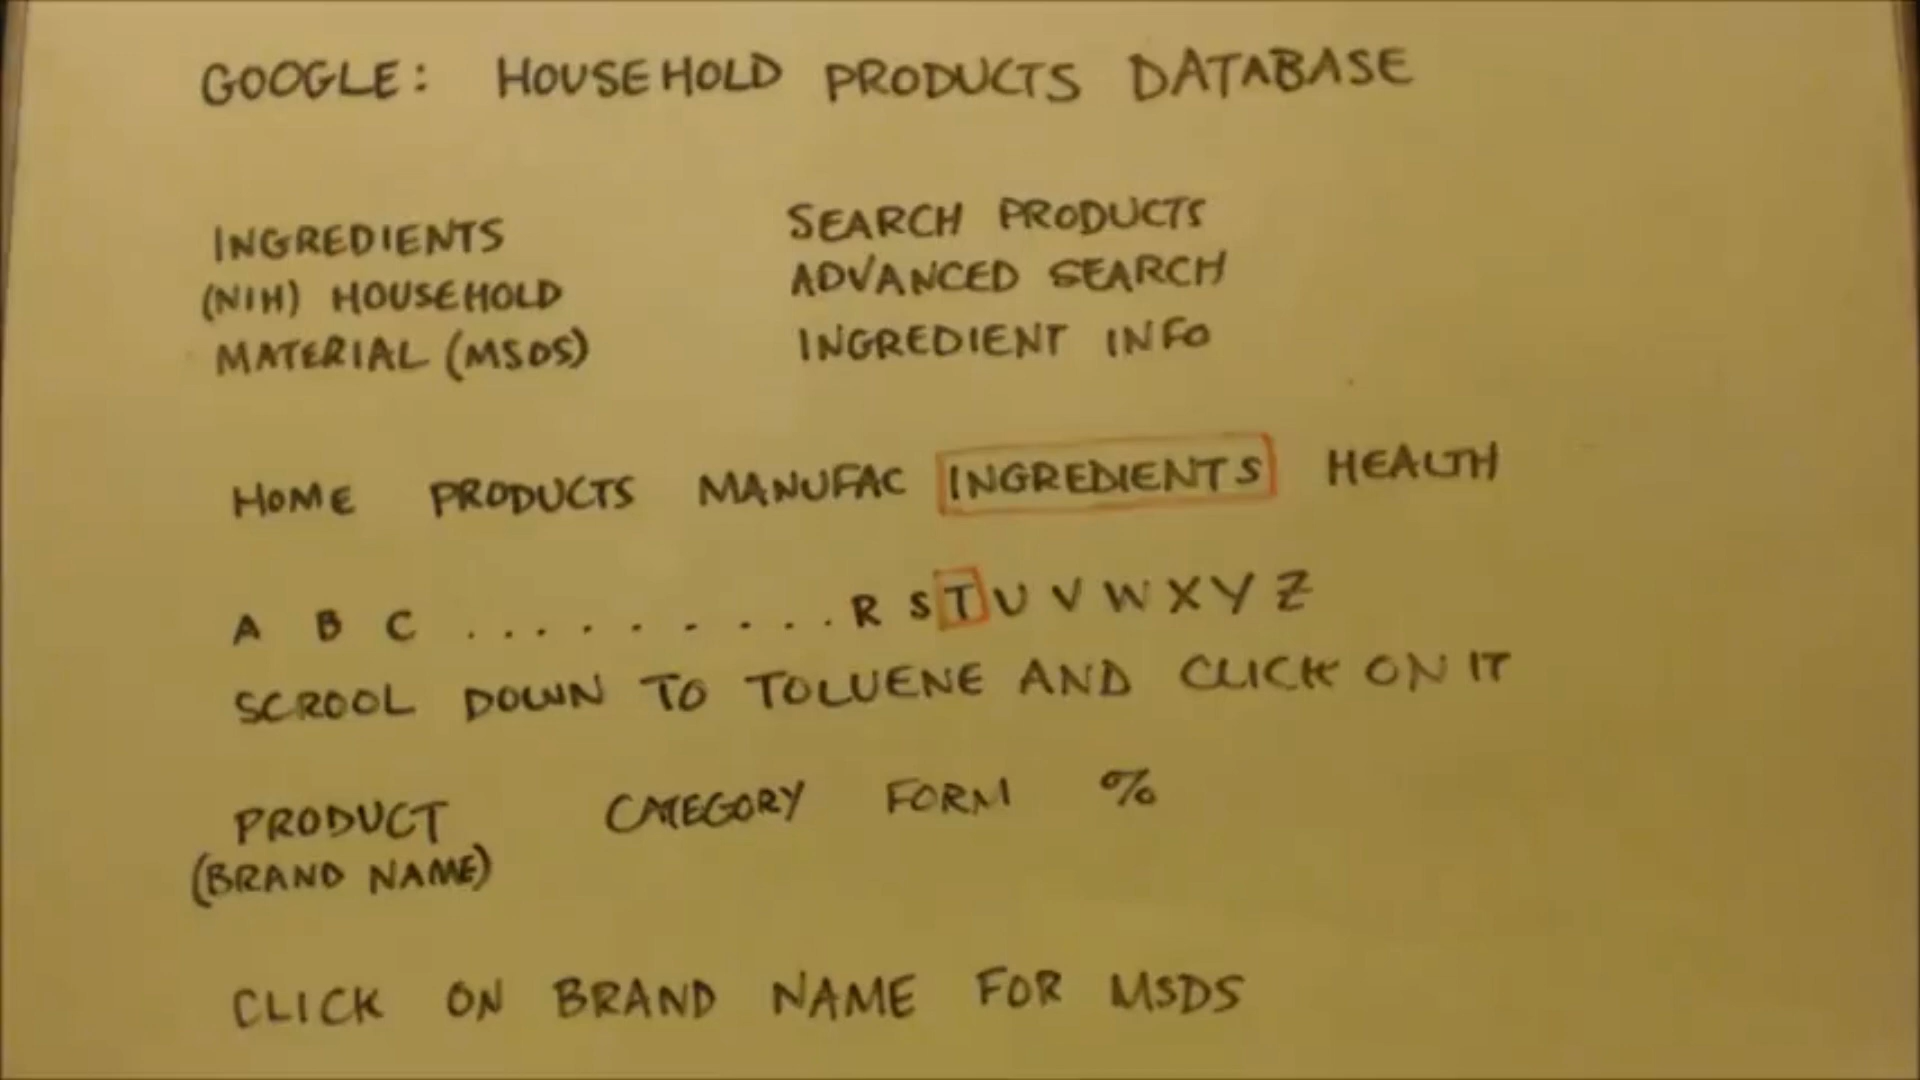 GOOGLE: HOUSEHOLD PRODUCTS DATABASE
INGREDIENTS
(NIH) HOUSEHOLD
MATERIAL (MSDS)
SEARCH PRODUCTS
ADVANCED SEARCH
INGREDIENT INFO
HOME PRODUCTS MANUFAC INGREDIENTS HEALTH
A B C .......... R S T U V W X Y Z
SCROOL DOWN TO TOLUENE AND CLICK ON IT
PRODUCT CATEGORY FORM %
(BRAND NAME)
CLICK ON BRAND NAME FOR MSDS